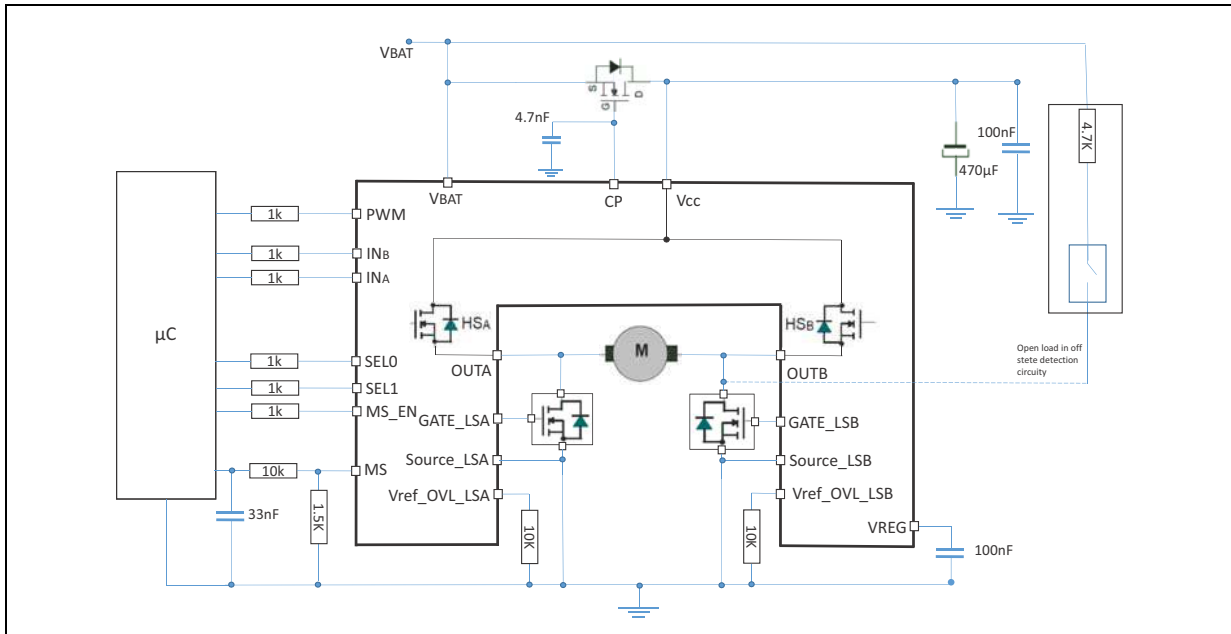 VBAT
S
D
G
4.7nF
100nF
470µF
4.7K
VBAT
CP
Vcc
1k
PWM
1k
INB
1k
INA
µC
HSA
HSB
M
Open load in off
stete detection
circuity
1k
SEL0
OUTA
OUTB
1k
SEL1
1k
MS_EN
GATE_LSA
GATE_LSB
10k
MS
Source_LSA
Source_LSB
Vref_OVL_LSA
Vref_OVL_LSB
33nF
1.5K
10K
10K
VREG
100nF